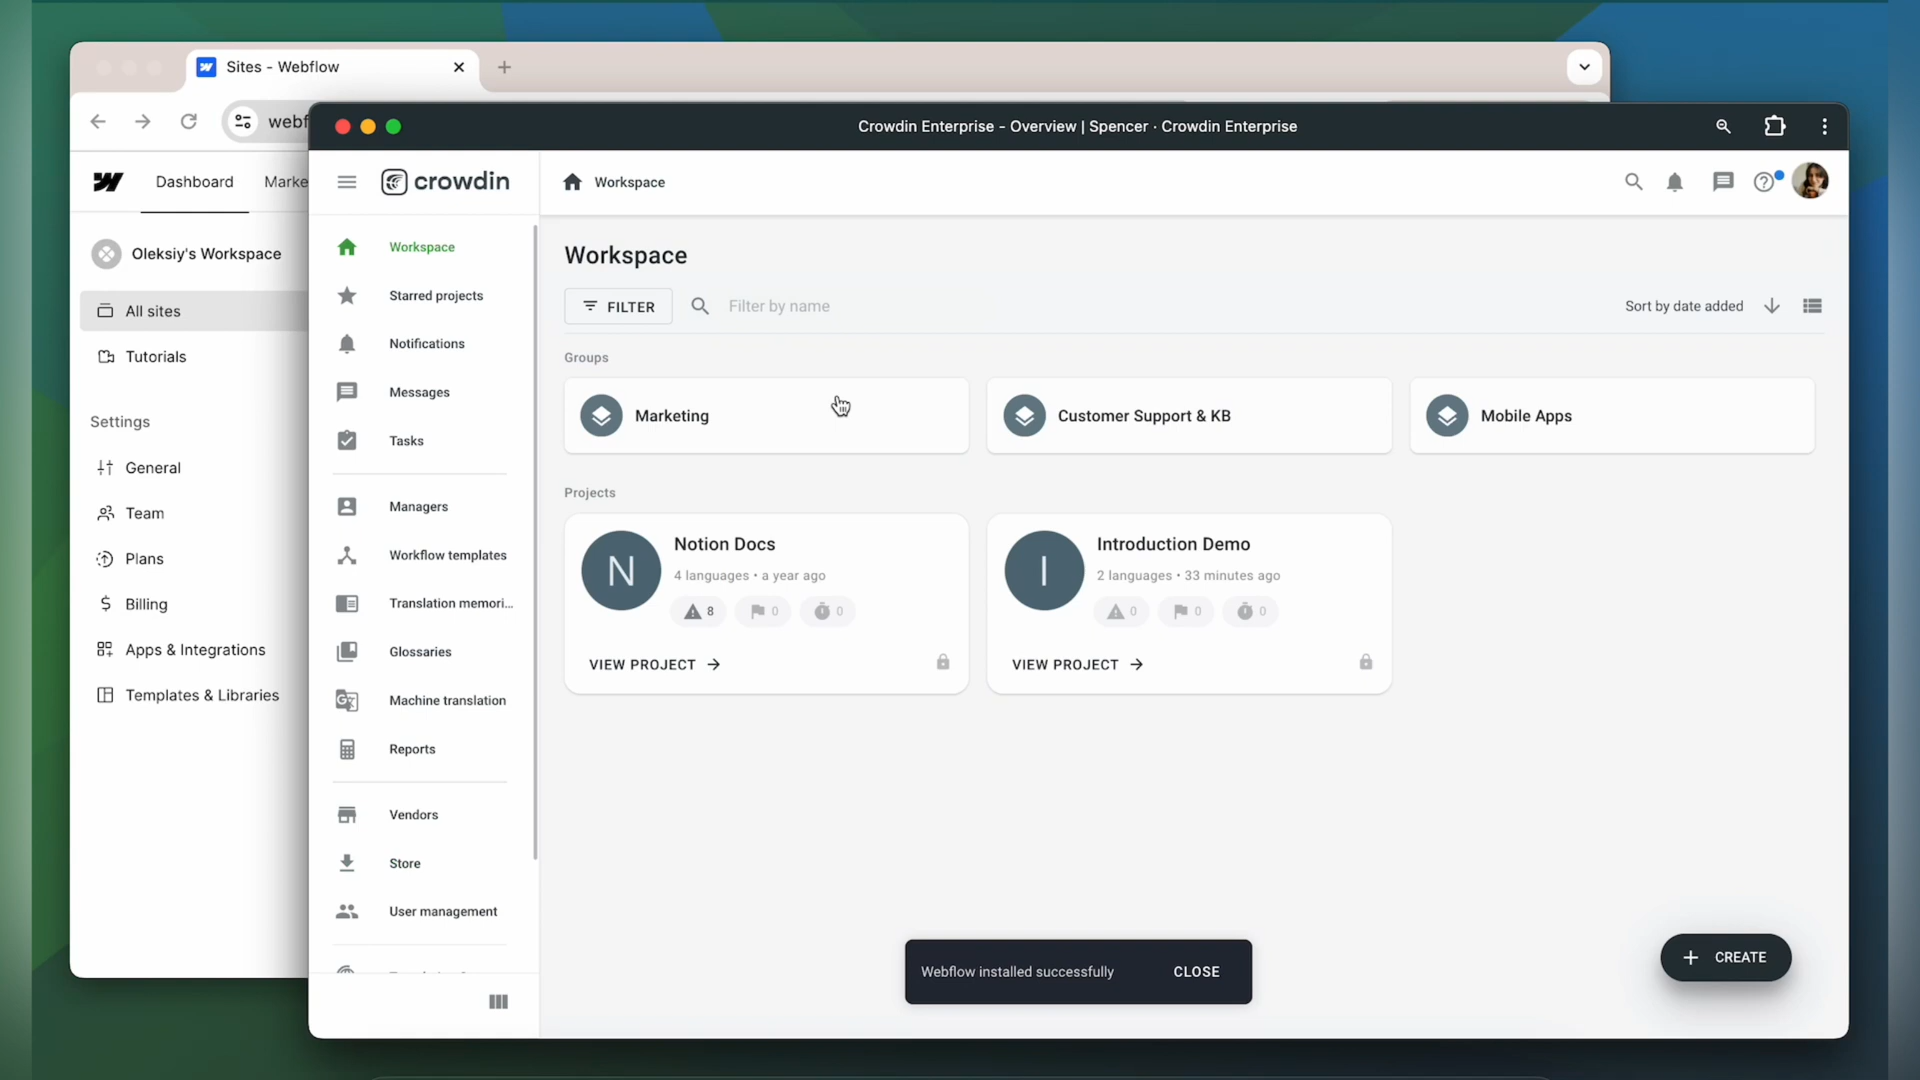 Sites - Webflow
webf
Dashboard
Marke
Oleksiy's Workspace
All sites
Tutorials
Settings
General
Team
Plans
Billing
Apps & Integrations
Templates & Libraries
Crowdin Enterprise - Overview | Spencer · Crowdin Enterprise
crowdin
Workspace
Workspace
Starred projects
Notifications
Messages
Tasks
Managers
Workflow templates
Translation memori...
Glossaries
Machine translation
Reports
Vendors
Store
User management
Workspace
FILTER
Filter by name
Sort by date added
Groups
Marketing
Customer Support & KB
Mobile Apps
Projects
N
Notion Docs
4 languages • a year ago
8
0
0
VIEW PROJECT
I
Introduction Demo
2 languages • 33 minutes ago
0
0
0
VIEW PROJECT
Webflow installed successfully
CLOSE
CREATE